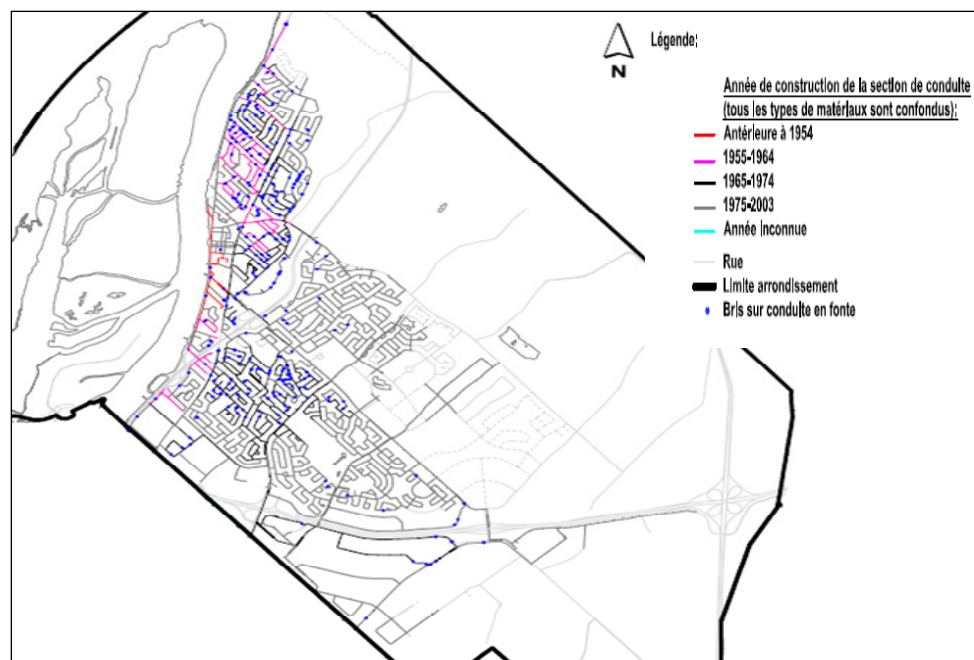 Légende:
N
Année de construction de la section de conduite
(tous les types de matériaux sont confondus):
Antérieure à 1954
1955-1964
1965-1974
1975-2003
Année Inconnue
Rue
Limite arrondissement
Bris sur conduite en fonte